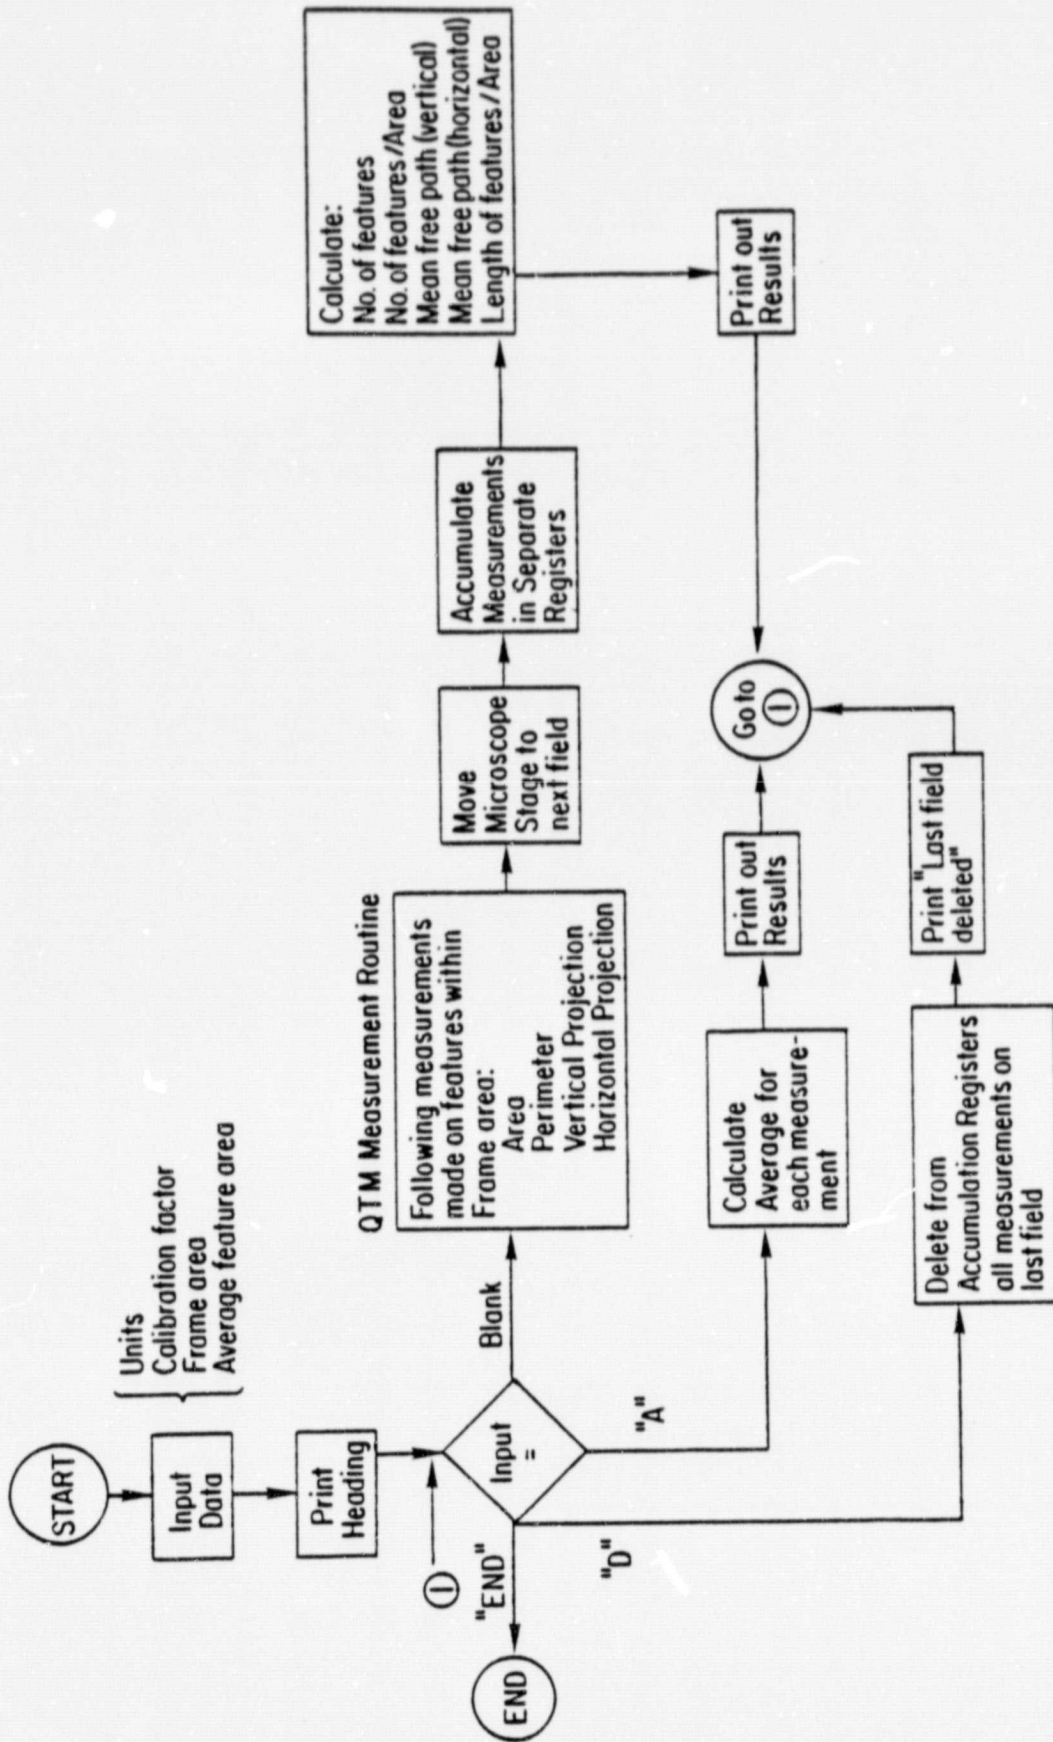 START
Input
Data
Units
Calibration factor
Frame area
Average feature area
Print
Heading
①
Input
=
"END"
END
Blank
QTM Measurement Routine
Following measurements
made on features within
Frame area:
Area
Perimeter
Vertical Projection
Horizontal Projection
Move
Microscope
Stage to
next field
Accumulate
Measurements
in Separate
Registers
Calculate:
No. of features
No. of features/Area
Mean free path (vertical)
Mean free path (horizontal)
Length of features/Area
Print out
Results
"A"
Calculate
Average for
each measure-
ment
Print out
Results
Go to
①
"D"
Delete from
Accumulation Registers
all measurements on
last field
Print "Last field
deleted"